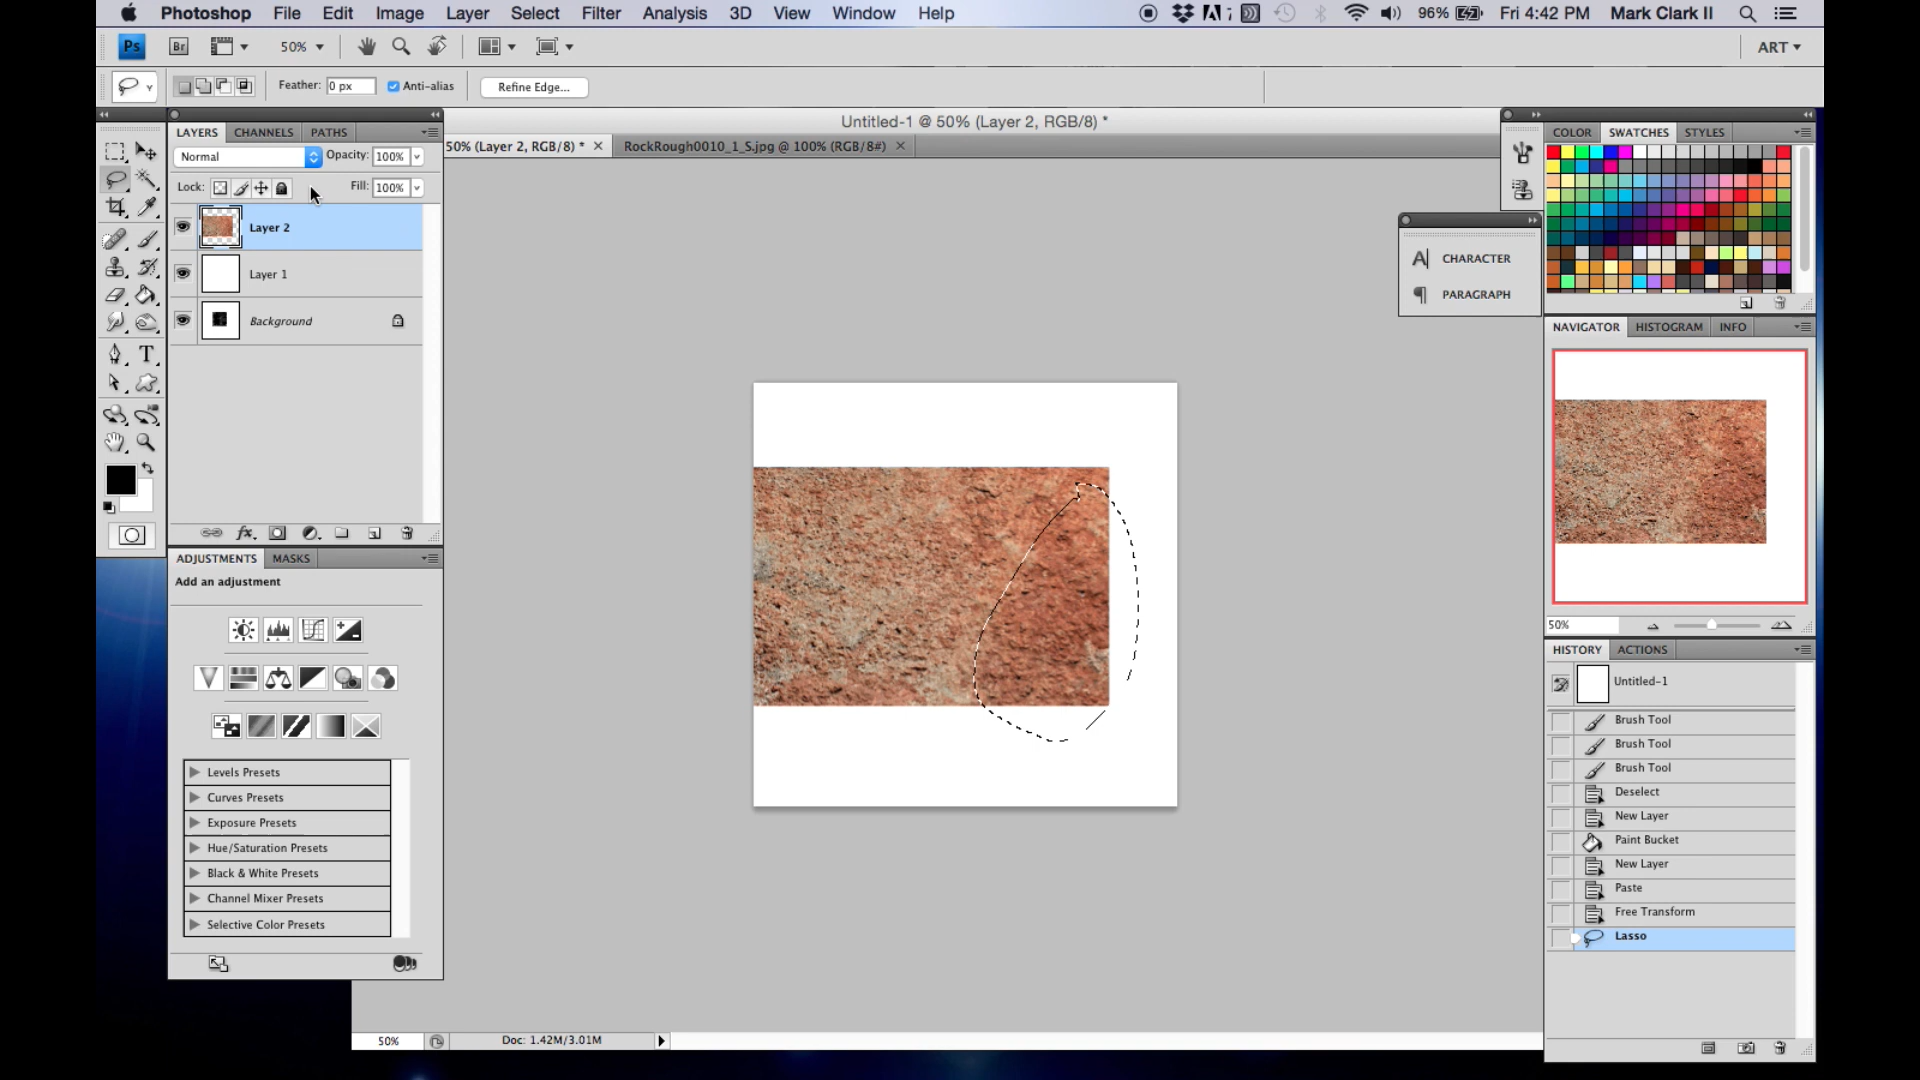 Photoshop File Edit Image Layer Select Filter Analysis 3D View Window Help 96% Fri 4:42 PM Mark Clark II
Ps Br 50% ART
Feather: 0 px Anti-alias Refine Edge...
Untitled-1 @ 50% (Layer 2, RGB/8) *
50% (Layer 2, RGB/8) * RockRough0010_1_S.jpg @ 100% (RGB/8#)
LAYERS CHANNELS PATHS
Normal Opacity: 100%
Lock: Fill: 100%
Layer 2
Layer 1
Background
ADJUSTMENTS MASKS
Add an adjustment
Levels Presets
Curves Presets
Exposure Presets
Hue/Saturation Presets
Black & White Presets
Channel Mixer Presets
Selective Color Presets
50% Doc: 1.42M/3.01M
CHARACTER
PARAGRAPH
COLOR SWATCHES STYLES
NAVIGATOR HISTOGRAM INFO
50%
HISTORY ACTIONS
Untitled-1
Brush Tool
Brush Tool
Brush Tool
Deselect
New Layer
Paint Bucket
New Layer
Paste
Free Transform
Lasso